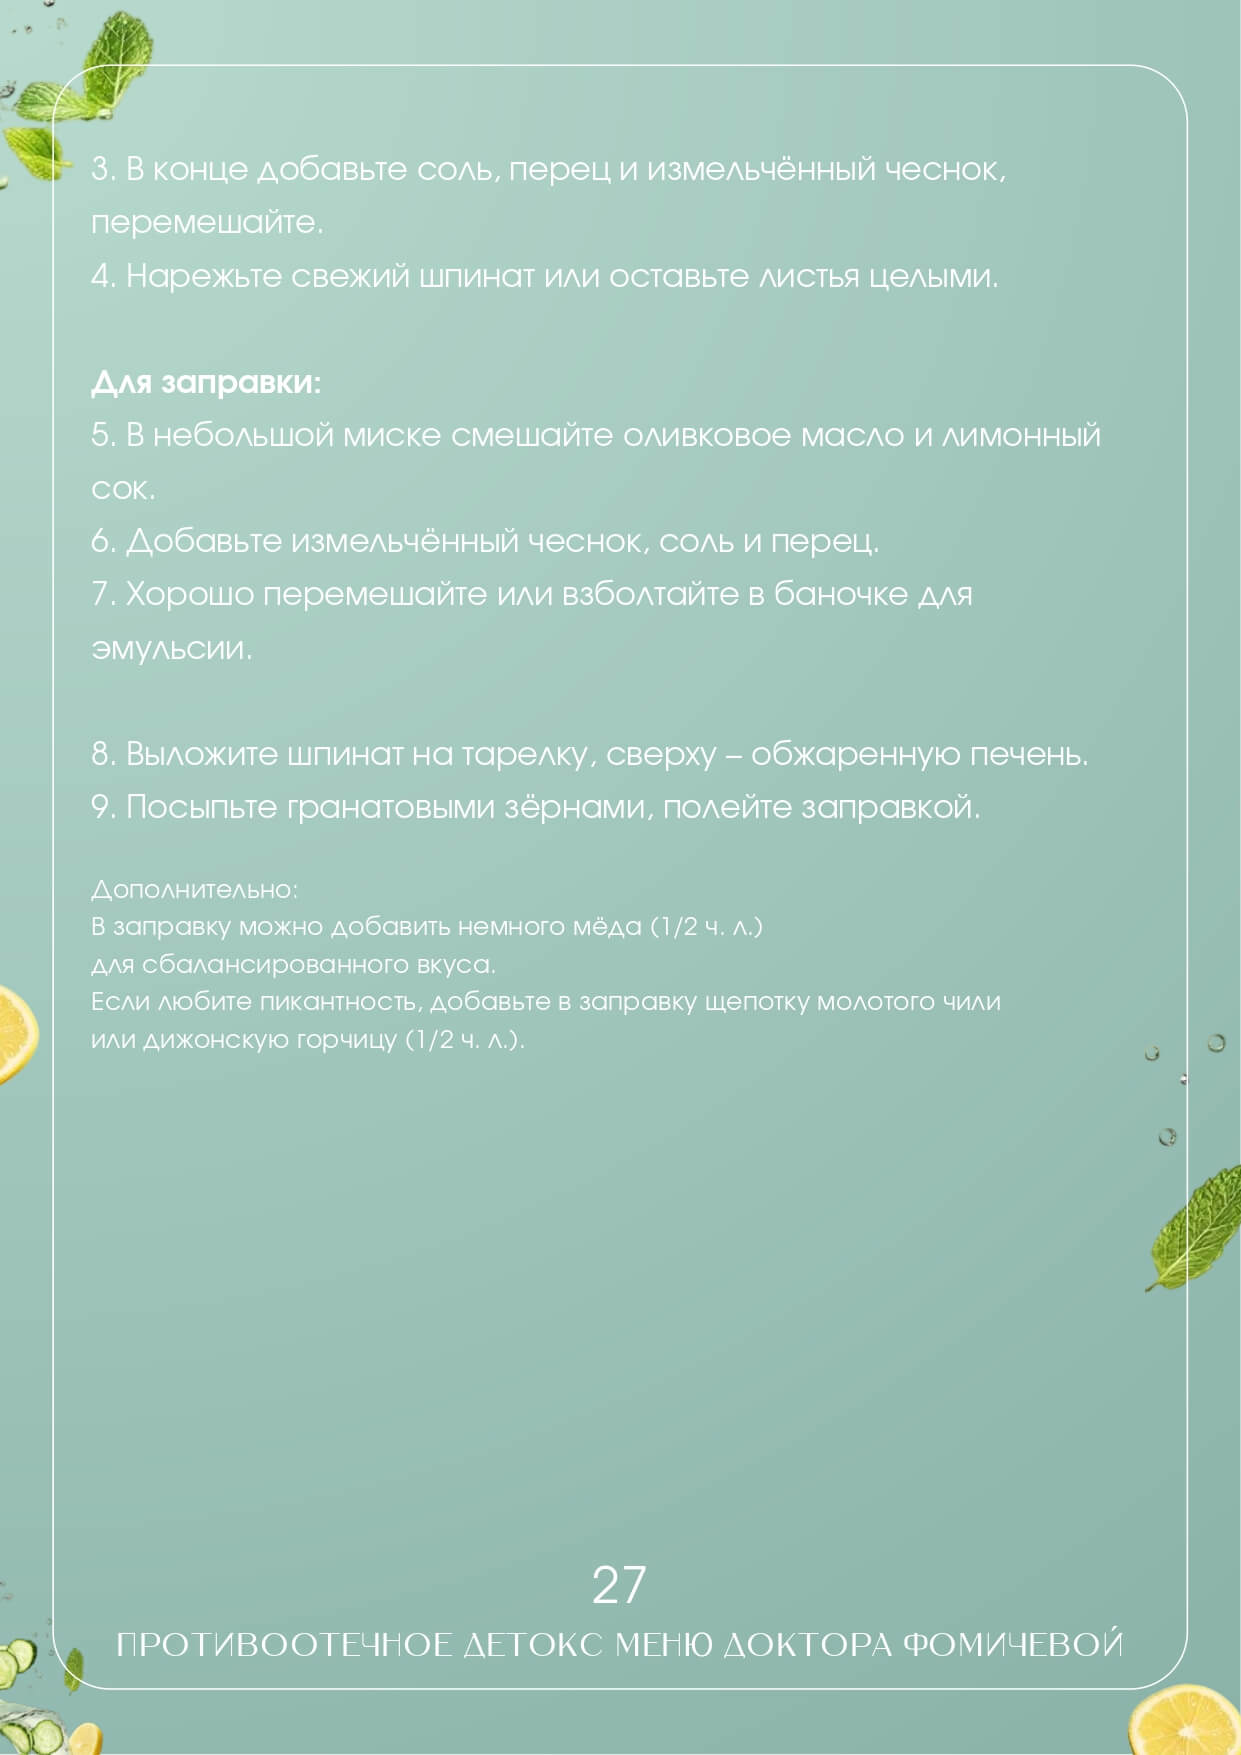 3. В конце добавьте соль, перец и измельчённый чеснок,
перемешайте.
4. Нарежьте свежий шпинат или оставьте листья целыми.
Для заправки:
5. В небольшой миске смешайте оливковое масло и лимонный
сок.
6. Добавьте измельчённый чеснок, соль и перец.
7. Хорошо перемешайте или взболтайте в баночке для
эмульсии.
8. Выложите шпинат на тарелку, сверху – обжаренную печень.
9. Посыпьте гранатовыми зёрнами, полейте заправкой.
Дополнительно:
В заправку можно добавить немного мёда (1/2 ч. л.)
для сбалансированного вкуса.
Если любите пикантность, добавьте в заправку щепотку молотого чили
или дижонскую горчицу (1/2 ч. л.).
27
ПРОТИВООТЕЧНОЕ ДЕТОКС МЕНЮ ДОКТОРА ФОМИЧЕВОЙ